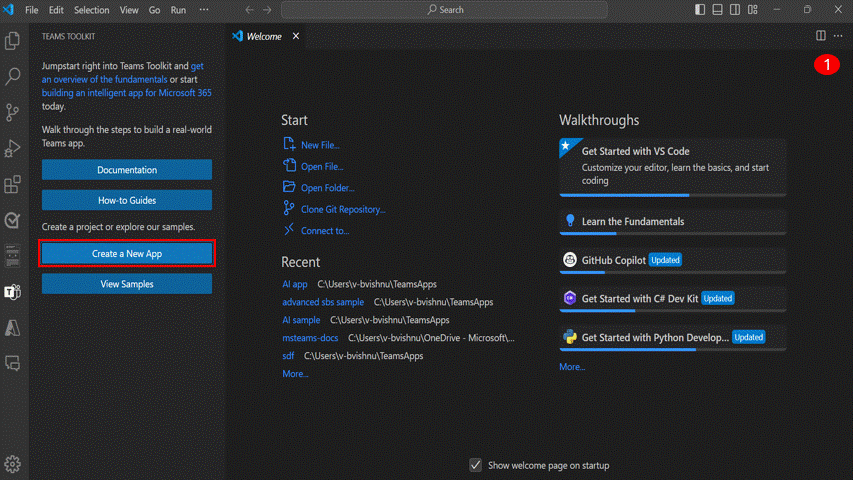 File Edit Selection View Go Run ···
Search
TEAMS TOOLKIT
Jumpstart right into Teams Toolkit and get
an overview of the fundamentals or start
building an intelligent app for Microsoft 365
today.
Walk through the steps to build a real-world
Teams app.
Documentation
How-to Guides
Create a project or explore our samples.
Create a New App
View Samples
Welcome
1
Start
New File...
Open File...
Open Folder...
Clone Git Repository...
Connect to...
Recent
AI app C:\Users\v-bvishnu\TeamsApps
advanced sbs sample C:\Users\v-bvishnu\TeamsApps
AI sample C:\Users\v-bvishnu\TeamsApps
msteams-docs C:\Users\v-bvishnu\OneDrive - Microsoft\...
sdf C:\Users\v-bvishnu\TeamsApps
More...
Walkthroughs
Get Started with VS Code
Customize your editor, learn the basics, and start
coding
Learn the Fundamentals
GitHub Copilot Updated
Get Started with C# Dev Kit Updated
Get Started with Python Develop... Updated
More...
Show welcome page on startup